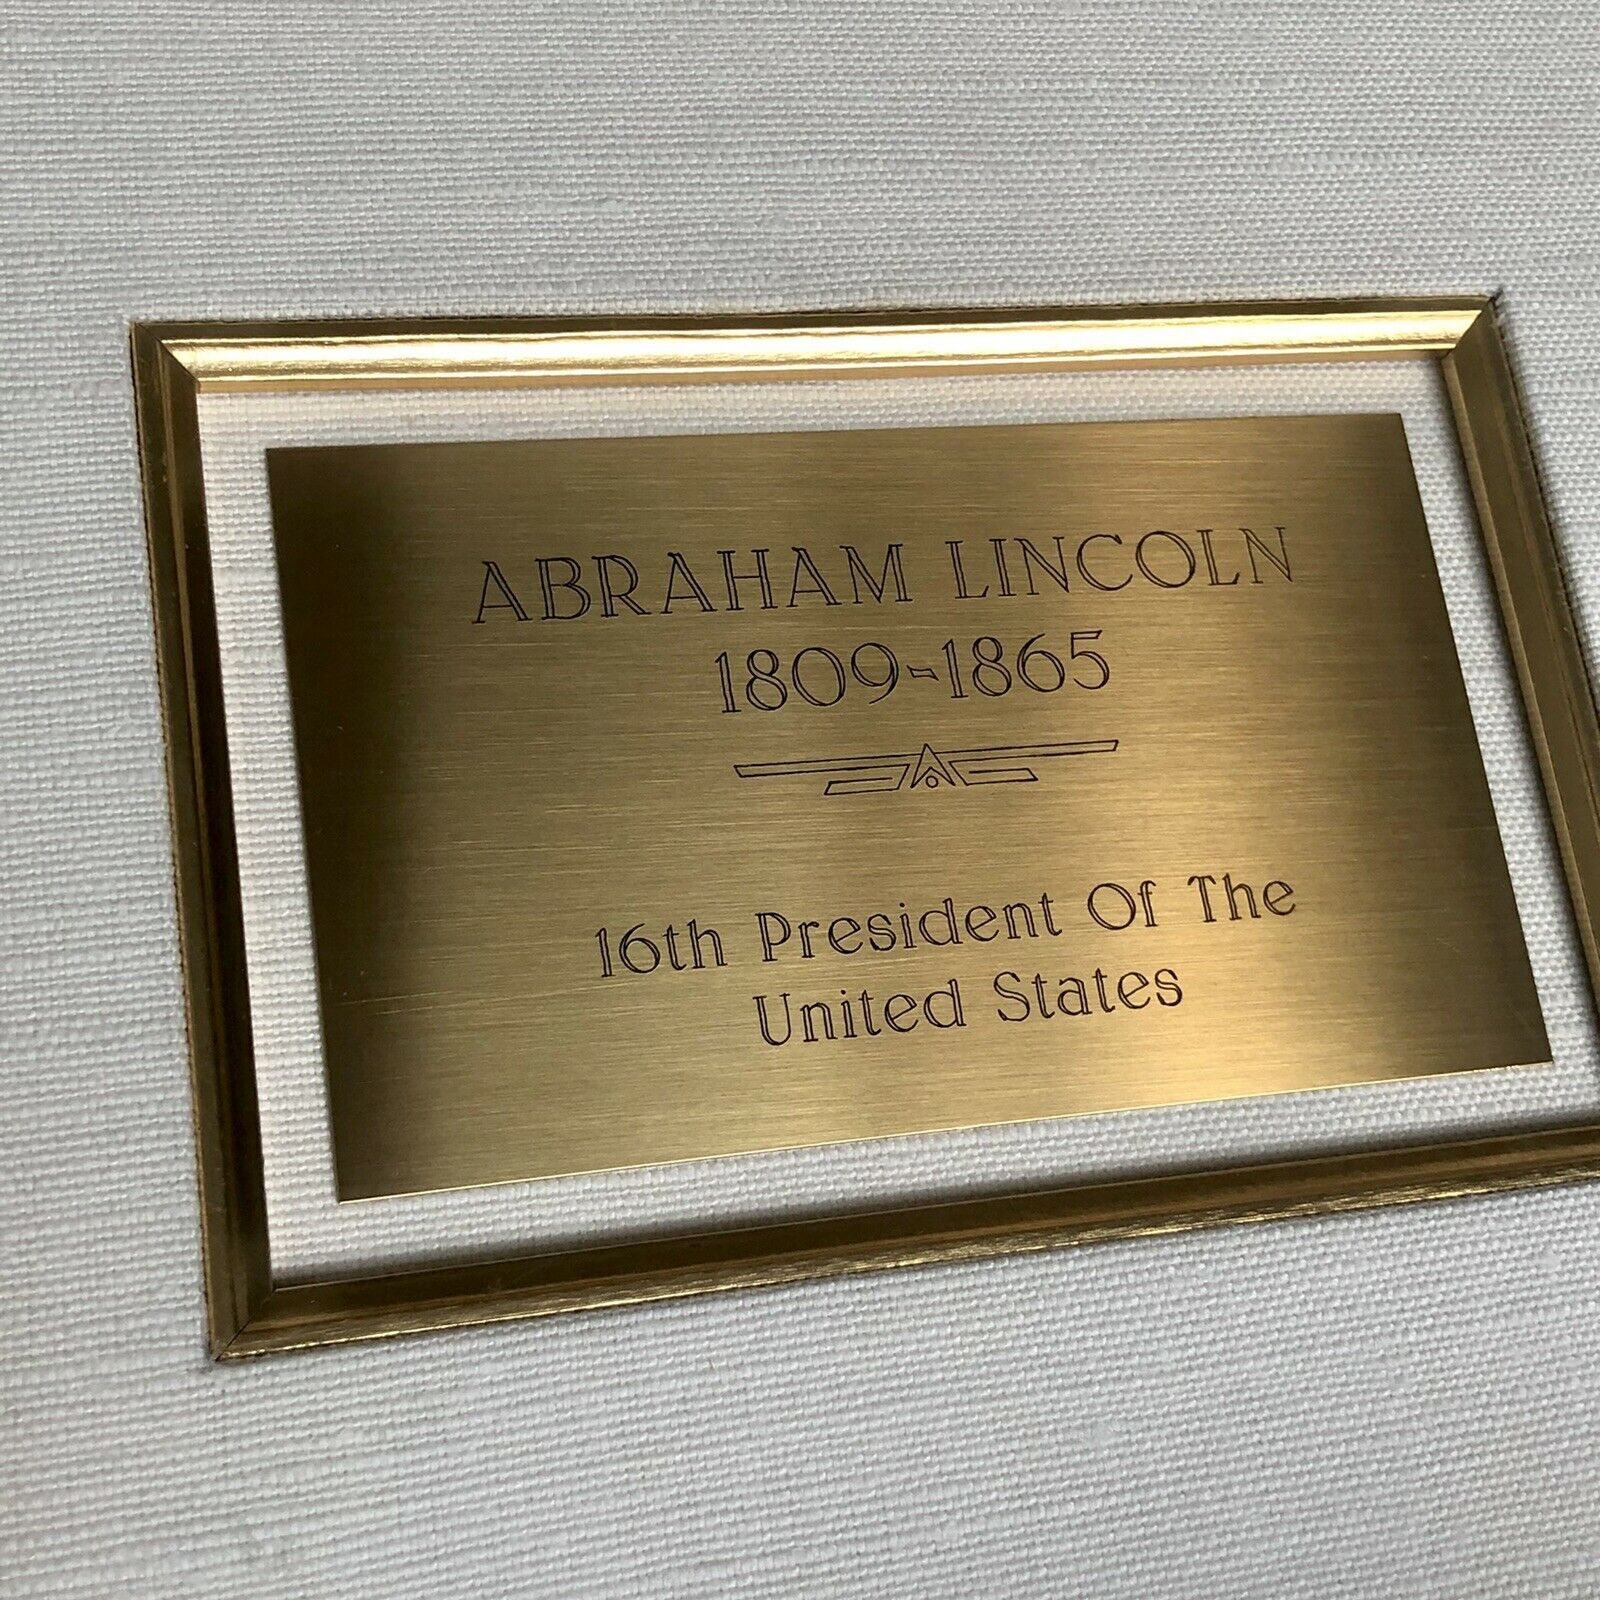 ABRAHAM LINCOLN
1809-1865
16th President Of The
United States